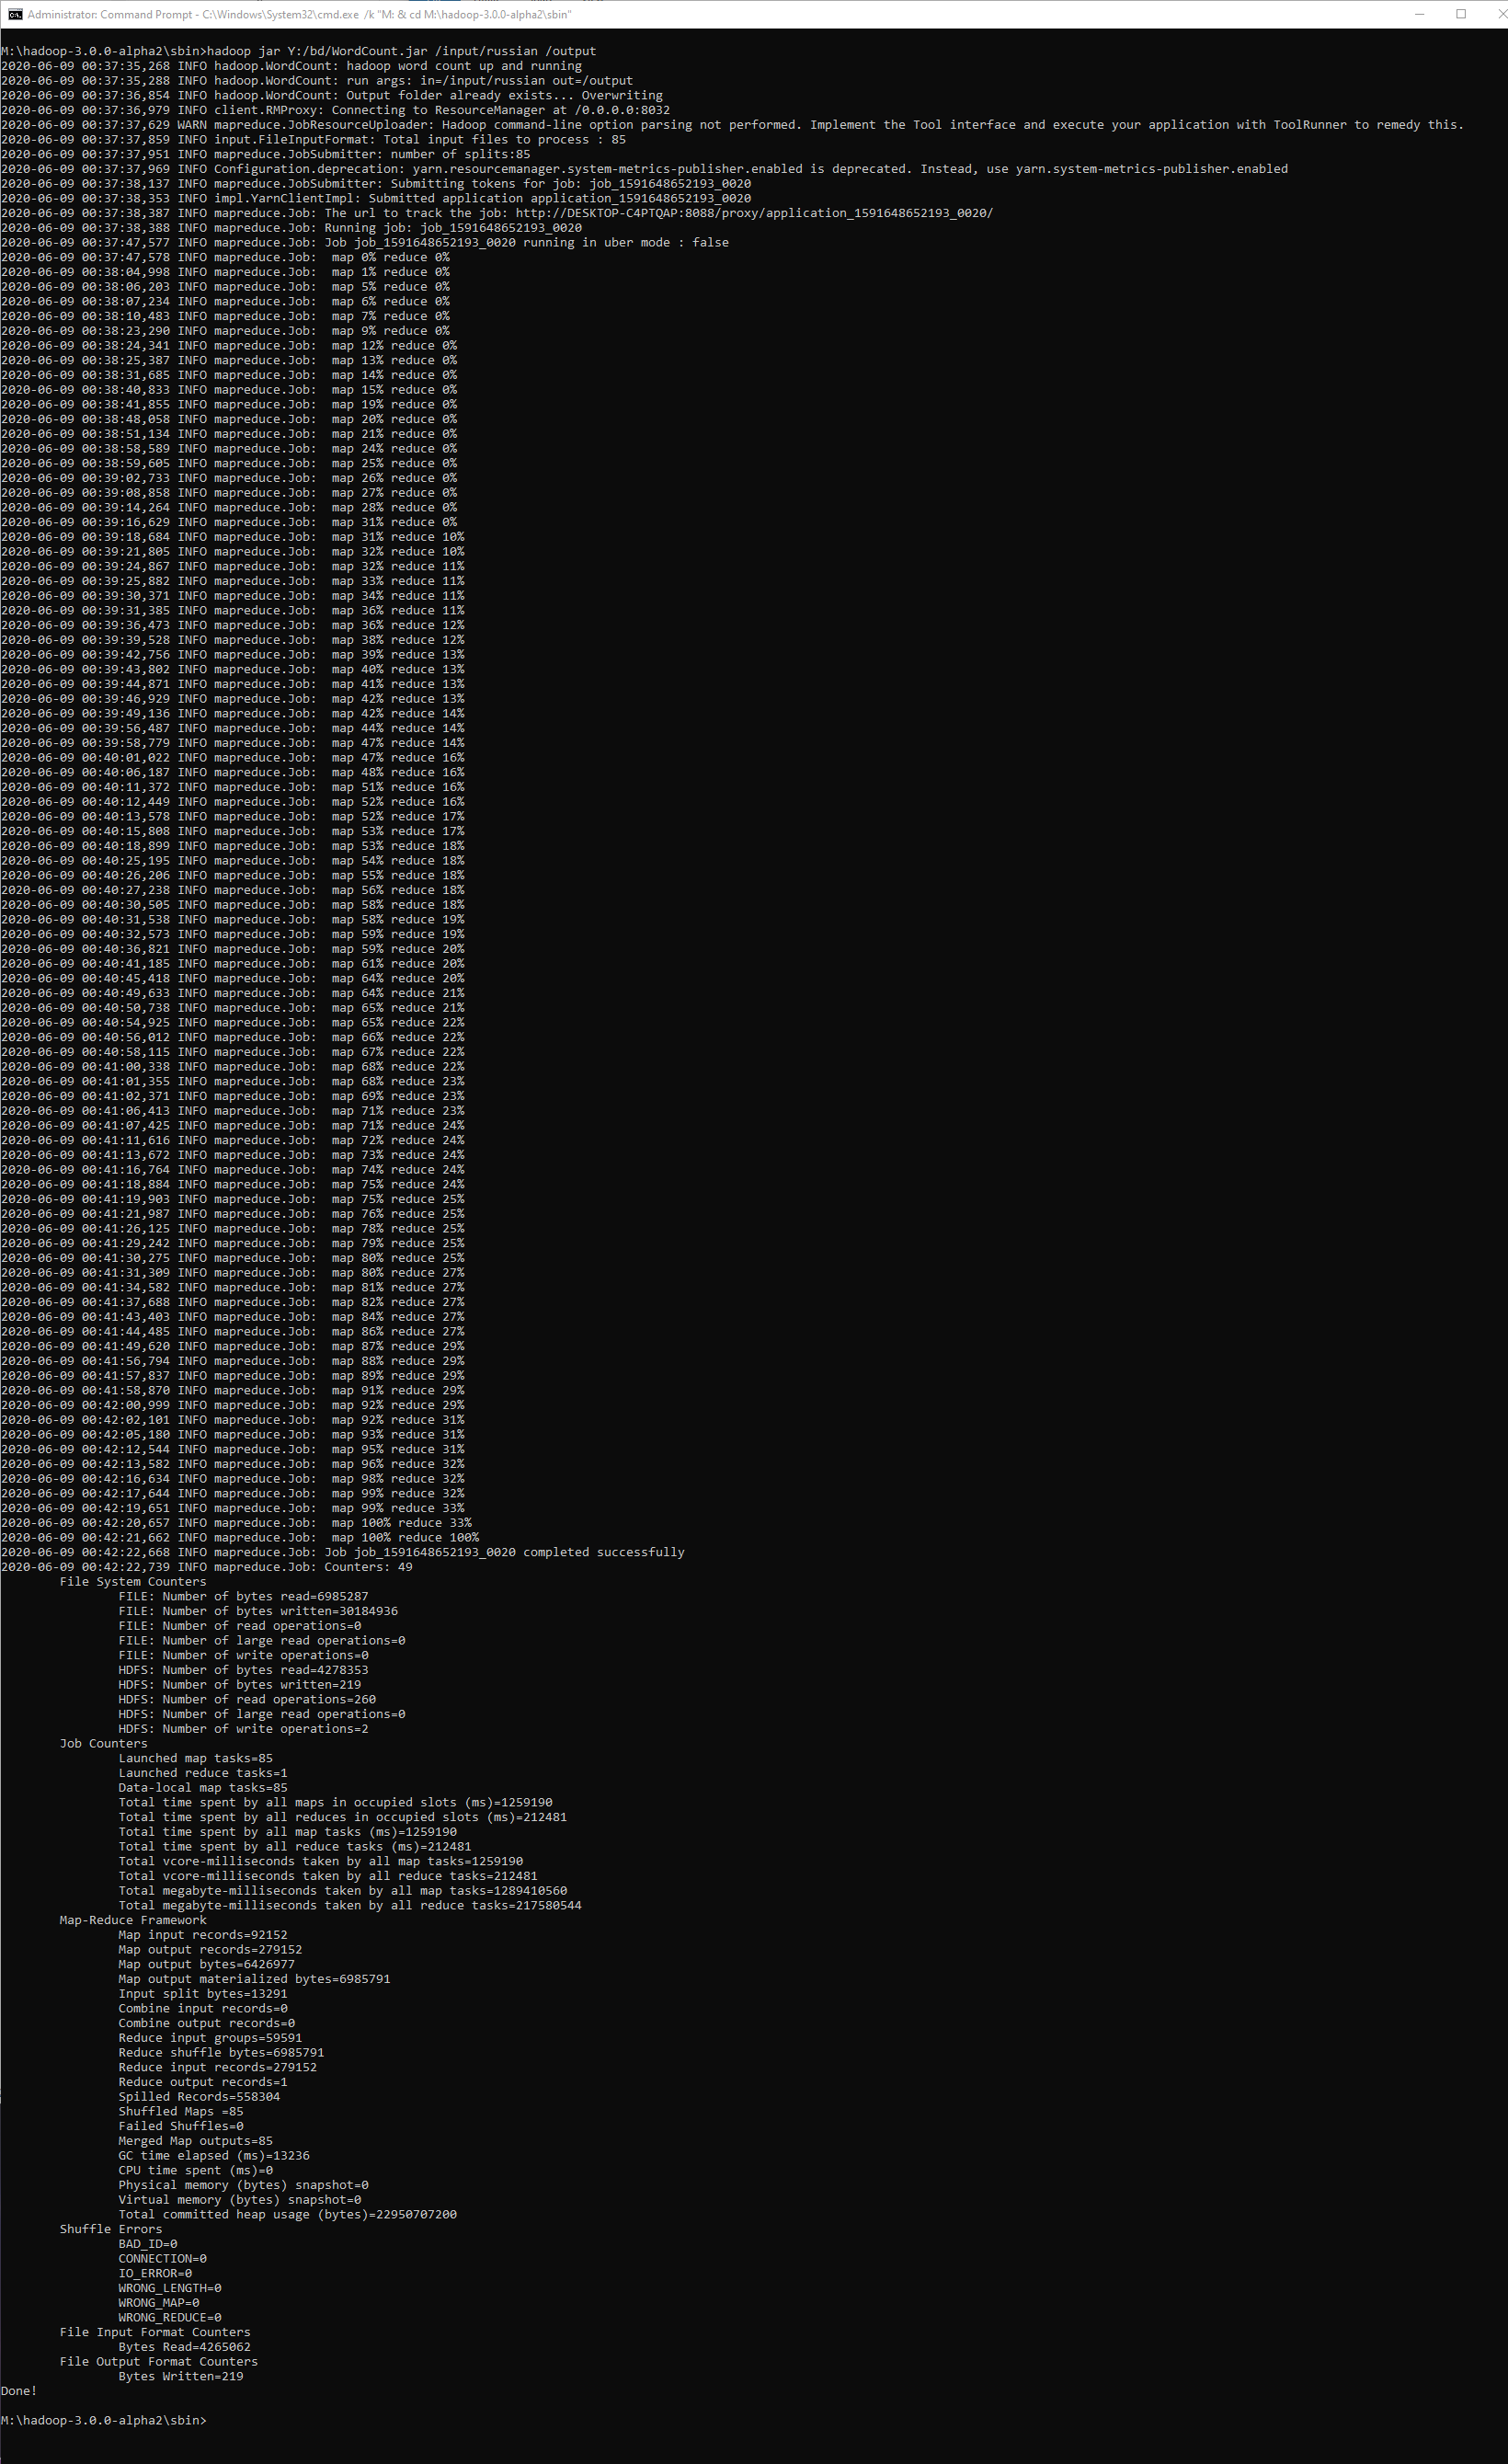 Administrator: Command Prompt - C:\Windows\System32\cmd.exe /k "M: & cd M:\hadoop-3.0.0-alpha2\sbin"
M:\hadoop-3.0.0-alpha2\sbin>hadoop jar Y:/bd/WordCount.jar /input/russian /output
2020-06-09 00:37:35,268 INFO hadoop.WordCount: hadoop word count up and running
2020-06-09 00:37:35,288 INFO hadoop.WordCount: run args: in=/input/russian out=/output
2020-06-09 00:37:36,854 INFO hadoop.WordCount: Output folder already exists... Overwriting
2020-06-09 00:37:36,979 INFO client.RMProxy: Connecting to ResourceManager at /0.0.0.0:8032
2020-06-09 00:37:37,629 WARN mapreduce.JobResourceUploader: Hadoop command-line option parsing not performed. Implement the Tool interface and execute your application with ToolRunner to remedy this.
2020-06-09 00:37:37,859 INFO input.FileInputFormat: Total input files to process : 85
2020-06-09 00:37:37,951 INFO mapreduce.JobSubmitter: number of splits:85
2020-06-09 00:37:37,969 INFO Configuration.deprecation: yarn.resourcemanager.system-metrics-publisher.enabled is deprecated. Instead, use yarn.system-metrics-publisher.enabled
2020-06-09 00:37:38,137 INFO mapreduce.JobSubmitter: Submitting tokens for job: job_1591648652193_0020
2020-06-09 00:37:38,353 INFO impl.YarnClientImpl: Submitted application application_1591648652193_0020
2020-06-09 00:37:38,387 INFO mapreduce.Job: The url to track the job: http://DESKTOP-C4PTQAP:8088/proxy/application_1591648652193_0020/
2020-06-09 00:37:38,388 INFO mapreduce.Job: Running job: job_1591648652193_0020
2020-06-09 00:37:47,577 INFO mapreduce.Job: Job job_1591648652193_0020 running in uber mode : false
2020-06-09 00:37:47,578 INFO mapreduce.Job:  map 0% reduce 0%
2020-06-09 00:38:04,998 INFO mapreduce.Job:  map 1% reduce 0%
2020-06-09 00:38:06,203 INFO mapreduce.Job:  map 5% reduce 0%
2020-06-09 00:38:07,234 INFO mapreduce.Job:  map 6% reduce 0%
2020-06-09 00:38:10,483 INFO mapreduce.Job:  map 7% reduce 0%
2020-06-09 00:38:23,290 INFO mapreduce.Job:  map 9% reduce 0%
2020-06-09 00:38:24,341 INFO mapreduce.Job:  map 12% reduce 0%
2020-06-09 00:38:25,387 INFO mapreduce.Job:  map 13% reduce 0%
2020-06-09 00:38:31,685 INFO mapreduce.Job:  map 14% reduce 0%
2020-06-09 00:38:40,833 INFO mapreduce.Job:  map 15% reduce 0%
2020-06-09 00:38:41,855 INFO mapreduce.Job:  map 19% reduce 0%
2020-06-09 00:38:48,058 INFO mapreduce.Job:  map 20% reduce 0%
2020-06-09 00:38:51,134 INFO mapreduce.Job:  map 21% reduce 0%
2020-06-09 00:38:58,589 INFO mapreduce.Job:  map 24% reduce 0%
2020-06-09 00:38:59,605 INFO mapreduce.Job:  map 25% reduce 0%
2020-06-09 00:39:02,733 INFO mapreduce.Job:  map 26% reduce 0%
2020-06-09 00:39:08,858 INFO mapreduce.Job:  map 27% reduce 0%
2020-06-09 00:39:14,264 INFO mapreduce.Job:  map 28% reduce 0%
2020-06-09 00:39:16,629 INFO mapreduce.Job:  map 31% reduce 0%
2020-06-09 00:39:18,684 INFO mapreduce.Job:  map 31% reduce 10%
2020-06-09 00:39:21,805 INFO mapreduce.Job:  map 32% reduce 10%
2020-06-09 00:39:24,867 INFO mapreduce.Job:  map 32% reduce 11%
2020-06-09 00:39:25,882 INFO mapreduce.Job:  map 33% reduce 11%
2020-06-09 00:39:30,371 INFO mapreduce.Job:  map 34% reduce 11%
2020-06-09 00:39:31,385 INFO mapreduce.Job:  map 36% reduce 11%
2020-06-09 00:39:36,473 INFO mapreduce.Job:  map 36% reduce 12%
2020-06-09 00:39:39,528 INFO mapreduce.Job:  map 38% reduce 12%
2020-06-09 00:39:42,756 INFO mapreduce.Job:  map 39% reduce 13%
2020-06-09 00:39:43,802 INFO mapreduce.Job:  map 40% reduce 13%
2020-06-09 00:39:44,871 INFO mapreduce.Job:  map 41% reduce 13%
2020-06-09 00:39:46,929 INFO mapreduce.Job:  map 42% reduce 13%
2020-06-09 00:39:49,136 INFO mapreduce.Job:  map 42% reduce 14%
2020-06-09 00:39:56,487 INFO mapreduce.Job:  map 44% reduce 14%
2020-06-09 00:39:58,779 INFO mapreduce.Job:  map 47% reduce 14%
2020-06-09 00:40:01,022 INFO mapreduce.Job:  map 47% reduce 16%
2020-06-09 00:40:06,187 INFO mapreduce.Job:  map 48% reduce 16%
2020-06-09 00:40:11,372 INFO mapreduce.Job:  map 51% reduce 16%
2020-06-09 00:40:12,449 INFO mapreduce.Job:  map 52% reduce 16%
2020-06-09 00:40:13,578 INFO mapreduce.Job:  map 52% reduce 17%
2020-06-09 00:40:15,808 INFO mapreduce.Job:  map 53% reduce 17%
2020-06-09 00:40:18,899 INFO mapreduce.Job:  map 53% reduce 18%
2020-06-09 00:40:25,195 INFO mapreduce.Job:  map 54% reduce 18%
2020-06-09 00:40:26,206 INFO mapreduce.Job:  map 55% reduce 18%
2020-06-09 00:40:27,238 INFO mapreduce.Job:  map 56% reduce 18%
2020-06-09 00:40:30,505 INFO mapreduce.Job:  map 58% reduce 18%
2020-06-09 00:40:31,538 INFO mapreduce.Job:  map 58% reduce 19%
2020-06-09 00:40:32,573 INFO mapreduce.Job:  map 59% reduce 19%
2020-06-09 00:40:36,821 INFO mapreduce.Job:  map 59% reduce 20%
2020-06-09 00:40:41,185 INFO mapreduce.Job:  map 61% reduce 20%
2020-06-09 00:40:45,418 INFO mapreduce.Job:  map 64% reduce 20%
2020-06-09 00:40:49,633 INFO mapreduce.Job:  map 64% reduce 21%
2020-06-09 00:40:50,738 INFO mapreduce.Job:  map 65% reduce 21%
2020-06-09 00:40:54,925 INFO mapreduce.Job:  map 65% reduce 22%
2020-06-09 00:40:56,012 INFO mapreduce.Job:  map 66% reduce 22%
2020-06-09 00:40:58,115 INFO mapreduce.Job:  map 67% reduce 22%
2020-06-09 00:41:00,338 INFO mapreduce.Job:  map 68% reduce 22%
2020-06-09 00:41:01,355 INFO mapreduce.Job:  map 68% reduce 23%
2020-06-09 00:41:02,371 INFO mapreduce.Job:  map 69% reduce 23%
2020-06-09 00:41:06,413 INFO mapreduce.Job:  map 71% reduce 23%
2020-06-09 00:41:07,425 INFO mapreduce.Job:  map 71% reduce 24%
2020-06-09 00:41:11,616 INFO mapreduce.Job:  map 72% reduce 24%
2020-06-09 00:41:13,672 INFO mapreduce.Job:  map 73% reduce 24%
2020-06-09 00:41:16,764 INFO mapreduce.Job:  map 74% reduce 24%
2020-06-09 00:41:18,884 INFO mapreduce.Job:  map 75% reduce 24%
2020-06-09 00:41:19,903 INFO mapreduce.Job:  map 75% reduce 25%
2020-06-09 00:41:21,987 INFO mapreduce.Job:  map 76% reduce 25%
2020-06-09 00:41:26,125 INFO mapreduce.Job:  map 78% reduce 25%
2020-06-09 00:41:29,242 INFO mapreduce.Job:  map 79% reduce 25%
2020-06-09 00:41:30,275 INFO mapreduce.Job:  map 80% reduce 25%
2020-06-09 00:41:31,309 INFO mapreduce.Job:  map 80% reduce 27%
2020-06-09 00:41:34,582 INFO mapreduce.Job:  map 81% reduce 27%
2020-06-09 00:41:37,688 INFO mapreduce.Job:  map 82% reduce 27%
2020-06-09 00:41:43,403 INFO mapreduce.Job:  map 84% reduce 27%
2020-06-09 00:41:44,485 INFO mapreduce.Job:  map 86% reduce 27%
2020-06-09 00:41:49,620 INFO mapreduce.Job:  map 87% reduce 29%
2020-06-09 00:41:56,794 INFO mapreduce.Job:  map 88% reduce 29%
2020-06-09 00:41:57,837 INFO mapreduce.Job:  map 89% reduce 29%
2020-06-09 00:41:58,870 INFO mapreduce.Job:  map 91% reduce 29%
2020-06-09 00:42:00,999 INFO mapreduce.Job:  map 92% reduce 29%
2020-06-09 00:42:02,101 INFO mapreduce.Job:  map 92% reduce 31%
2020-06-09 00:42:05,180 INFO mapreduce.Job:  map 93% reduce 31%
2020-06-09 00:42:12,544 INFO mapreduce.Job:  map 95% reduce 31%
2020-06-09 00:42:13,582 INFO mapreduce.Job:  map 96% reduce 32%
2020-06-09 00:42:16,634 INFO mapreduce.Job:  map 98% reduce 32%
2020-06-09 00:42:17,644 INFO mapreduce.Job:  map 99% reduce 32%
2020-06-09 00:42:19,651 INFO mapreduce.Job:  map 99% reduce 33%
2020-06-09 00:42:20,657 INFO mapreduce.Job:  map 100% reduce 33%
2020-06-09 00:42:21,662 INFO mapreduce.Job:  map 100% reduce 100%
2020-06-09 00:42:22,668 INFO mapreduce.Job: Job job_1591648652193_0020 completed successfully
2020-06-09 00:42:22,739 INFO mapreduce.Job: Counters: 49
File System Counters
FILE: Number of bytes read=6985287
FILE: Number of bytes written=30184936
FILE: Number of read operations=0
FILE: Number of large read operations=0
FILE: Number of write operations=0
HDFS: Number of bytes read=4278353
HDFS: Number of bytes written=219
HDFS: Number of read operations=260
HDFS: Number of large read operations=0
HDFS: Number of write operations=2
Job Counters
Launched map tasks=85
Launched reduce tasks=1
Data-local map tasks=85
Total time spent by all maps in occupied slots (ms)=1259190
Total time spent by all reduces in occupied slots (ms)=212481
Total time spent by all map tasks (ms)=1259190
Total time spent by all reduce tasks (ms)=212481
Total vcore-milliseconds taken by all map tasks=1259190
Total vcore-milliseconds taken by all reduce tasks=212481
Total megabyte-milliseconds taken by all map tasks=1289410560
Total megabyte-milliseconds taken by all reduce tasks=217580544
Map-Reduce Framework
Map input records=92152
Map output records=279152
Map output bytes=6426977
Map output materialized bytes=6985791
Input split bytes=13291
Combine input records=0
Combine output records=0
Reduce input groups=59591
Reduce shuffle bytes=6985791
Reduce input records=279152
Reduce output records=1
Spilled Records=558304
Shuffled Maps =85
Failed Shuffles=0
Merged Map outputs=85
GC time elapsed (ms)=13236
CPU time spent (ms)=0
Physical memory (bytes) snapshot=0
Virtual memory (bytes) snapshot=0
Total committed heap usage (bytes)=22950707200
Shuffle Errors
BAD_ID=0
CONNECTION=0
IO_ERROR=0
WRONG_LENGTH=0
WRONG_MAP=0
WRONG_REDUCE=0
File Input Format Counters
Bytes Read=4265062
File Output Format Counters
Bytes Written=219
Done!
M:\hadoop-3.0.0-alpha2\sbin>